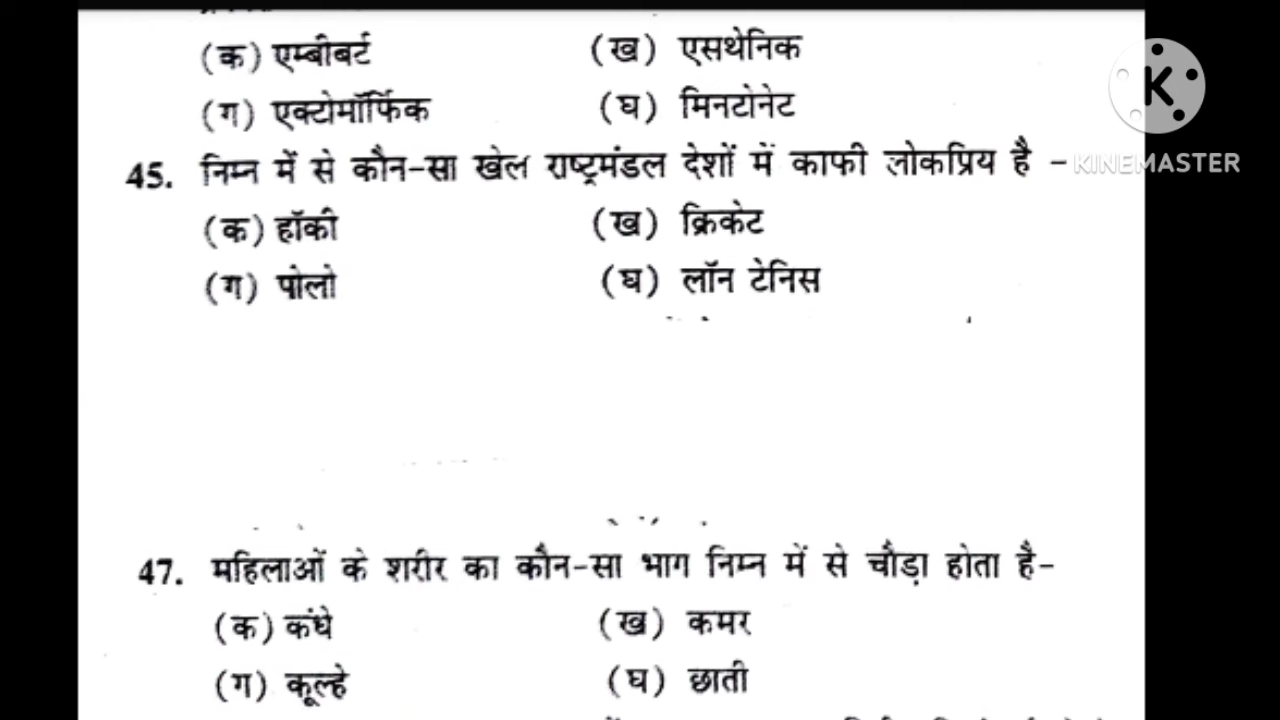 (क) एम्बीबर्ट (ख) एसथेनिक
(ग) एक्टोमॉर्फिक (घ) मिनटोनेट
45. निम्न में से कौन-सा खेल राष्ट्रमंडल देशों में काफी लोकप्रिय है -
(क) हॉकी (ख) क्रिकेट
(ग) पोलो (घ) लॉन टेनिस
47. महिलाओं के शरीर का कौन-सा भाग निम्न में से चौड़ा होता है-
(क) कंधे (ख) कमर
(ग) कूल्हे (घ) छाती
K
KINEMASTER